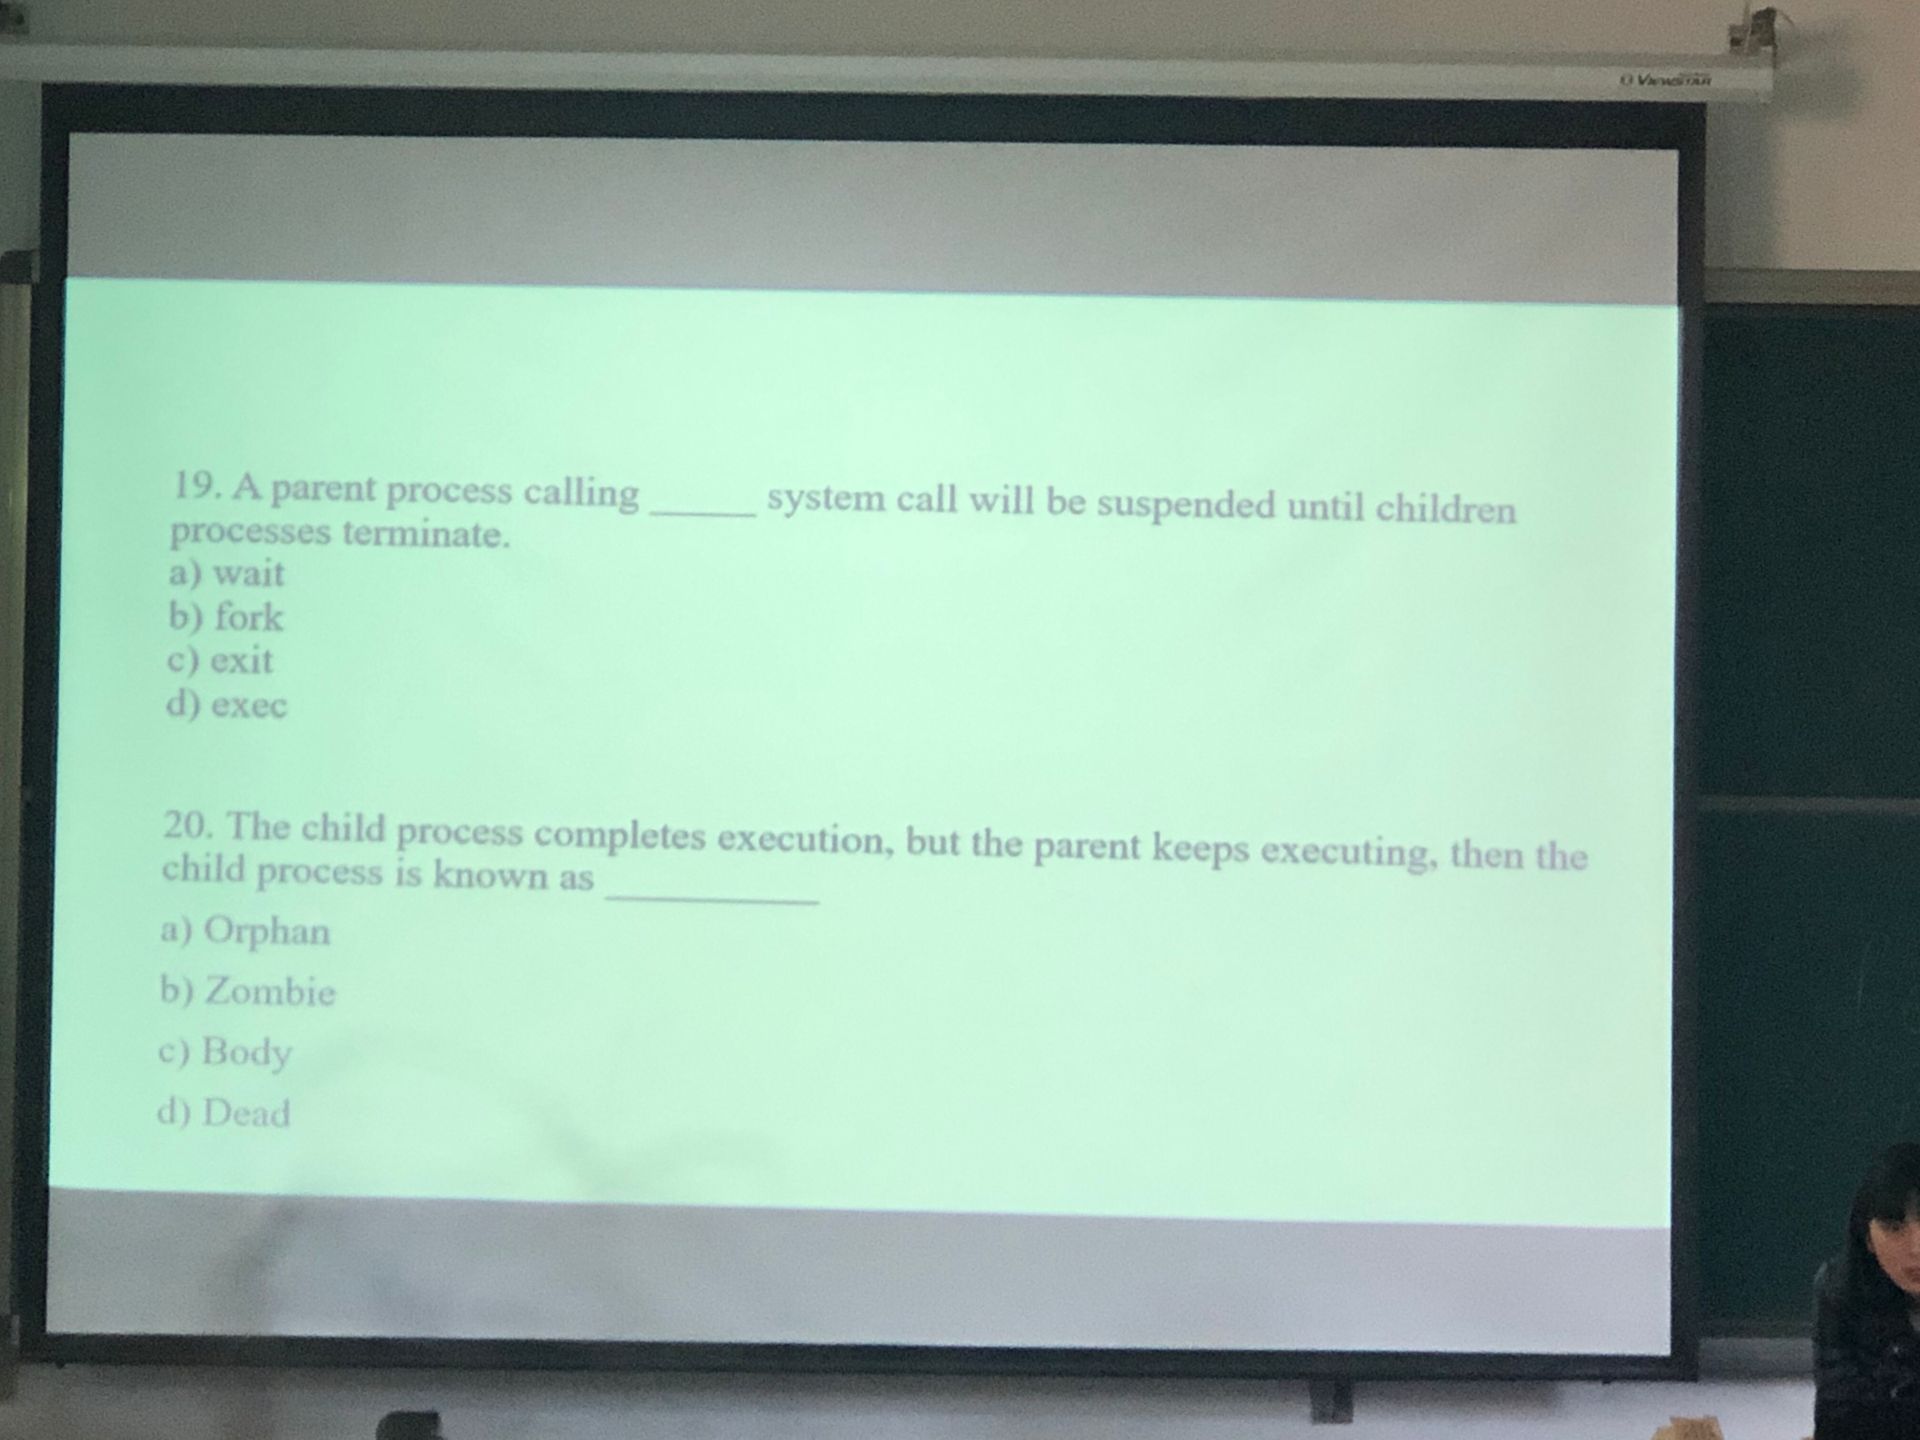 VIEWSTAR
19. A parent process calling ______ system call will be suspended until children
processes terminate.
a) wait
b) fork
c) exit
d) exec
20. The child process completes execution, but the parent keeps executing, then the
child process is known as __________
a) Orphan
b) Zombie
c) Body
d) Dead